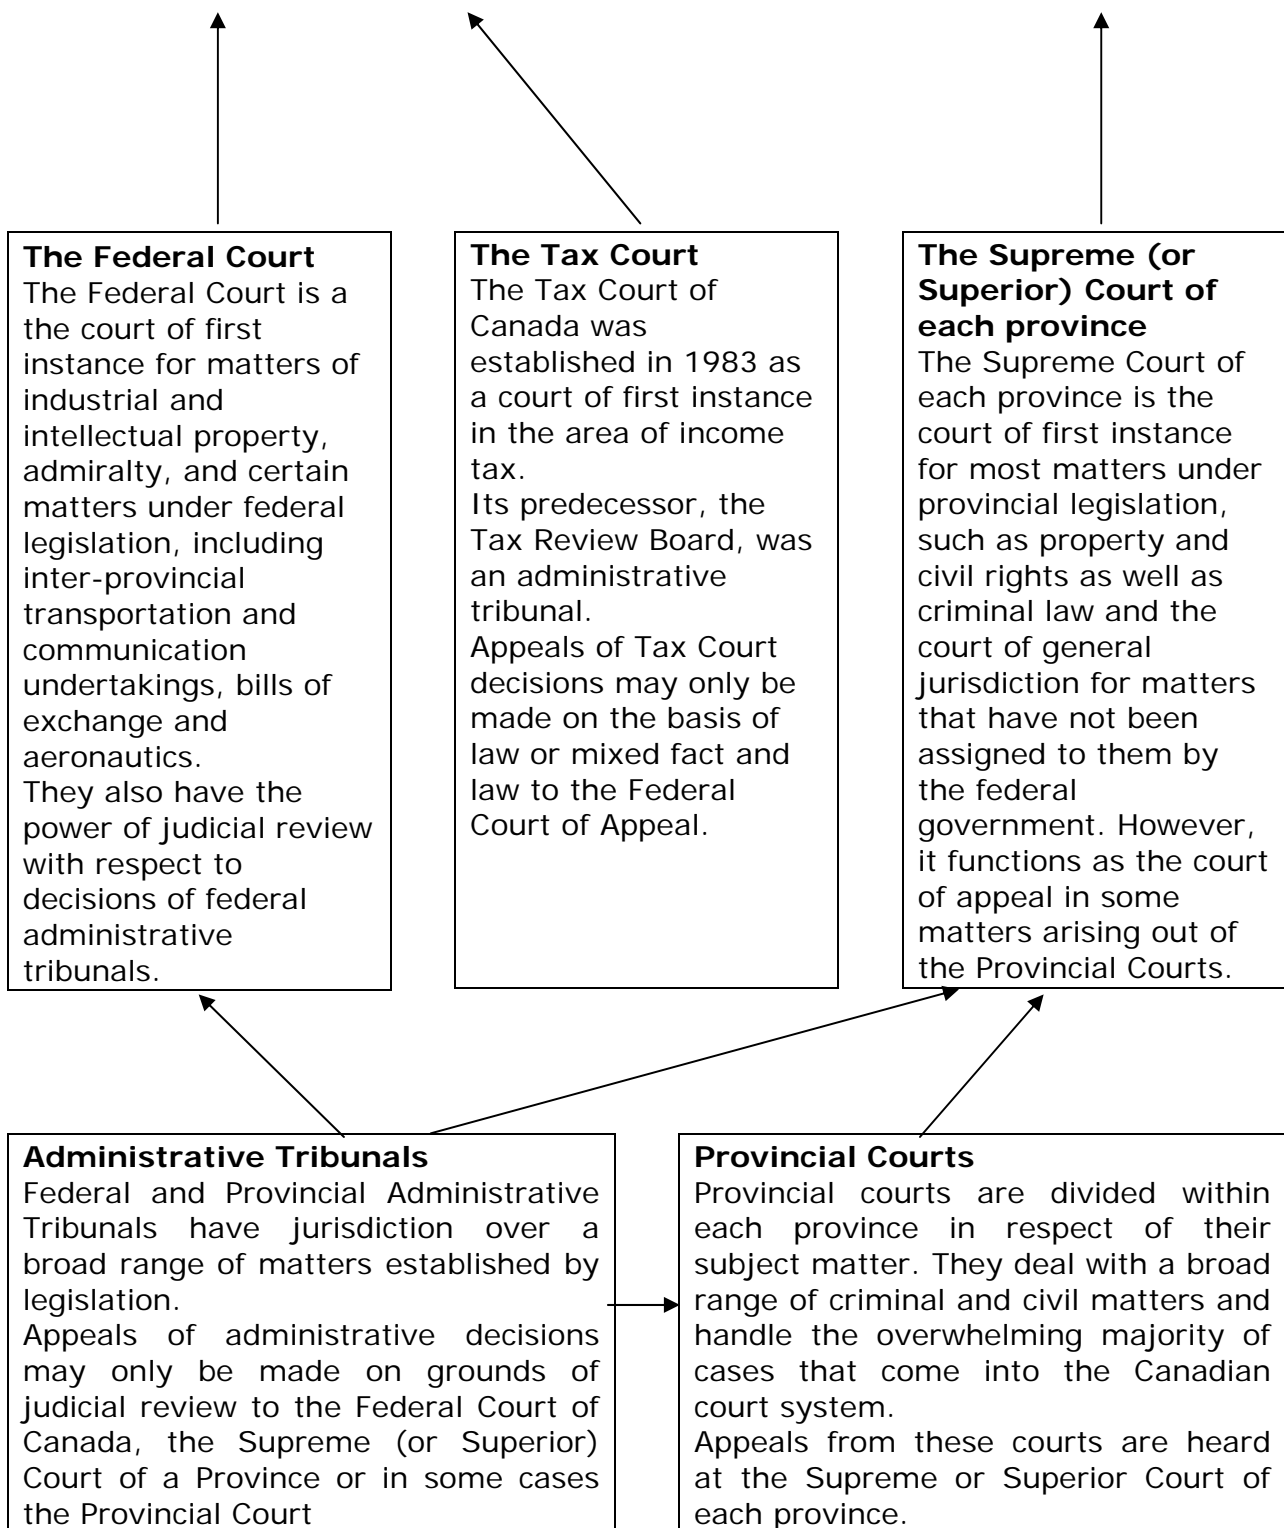 The Federal Court
The Federal Court is a
the court of first
instance for matters of
industrial and
intellectual property,
admiralty, and certain
matters under federal
legislation, including
inter-provincial
transportation and
communication
undertakings, bills of
exchange and
aeronautics.
They also have the
power of judicial review
with respect to
decisions of federal
administrative
tribunals.
The Tax Court
The Tax Court of
Canada was
established in 1983 as
a court of first instance
in the area of income
tax.
Its predecessor, the
Tax Review Board, was
an administrative
tribunal.
Appeals of Tax Court
decisions may only be
made on the basis of
law or mixed fact and
law to the Federal
Court of Appeal.
The Supreme (or
Superior) Court of
each province
The Supreme Court of
each province is the
court of first instance
for most matters under
provincial legislation,
such as property and
civil rights as well as
criminal law and the
court of general
jurisdiction for matters
that have not been
assigned to them by
the federal
government. However,
it functions as the court
of appeal in some
matters arising out of
the Provincial Courts.
Administrative Tribunals
Federal and Provincial Administrative
Tribunals have jurisdiction over a
broad range of matters established by
legislation.
Appeals of administrative decisions
may only be made on grounds of
judicial review to the Federal Court of
Canada, the Supreme (or Superior)
Court of a Province or in some cases
the Provincial Court
Provincial Courts
Provincial courts are divided within
each province in respect of their
subject matter. They deal with a broad
range of criminal and civil matters and
handle the overwhelming majority of
cases that come into the Canadian
court system.
Appeals from these courts are heard
at the Supreme or Superior Court of
each province.